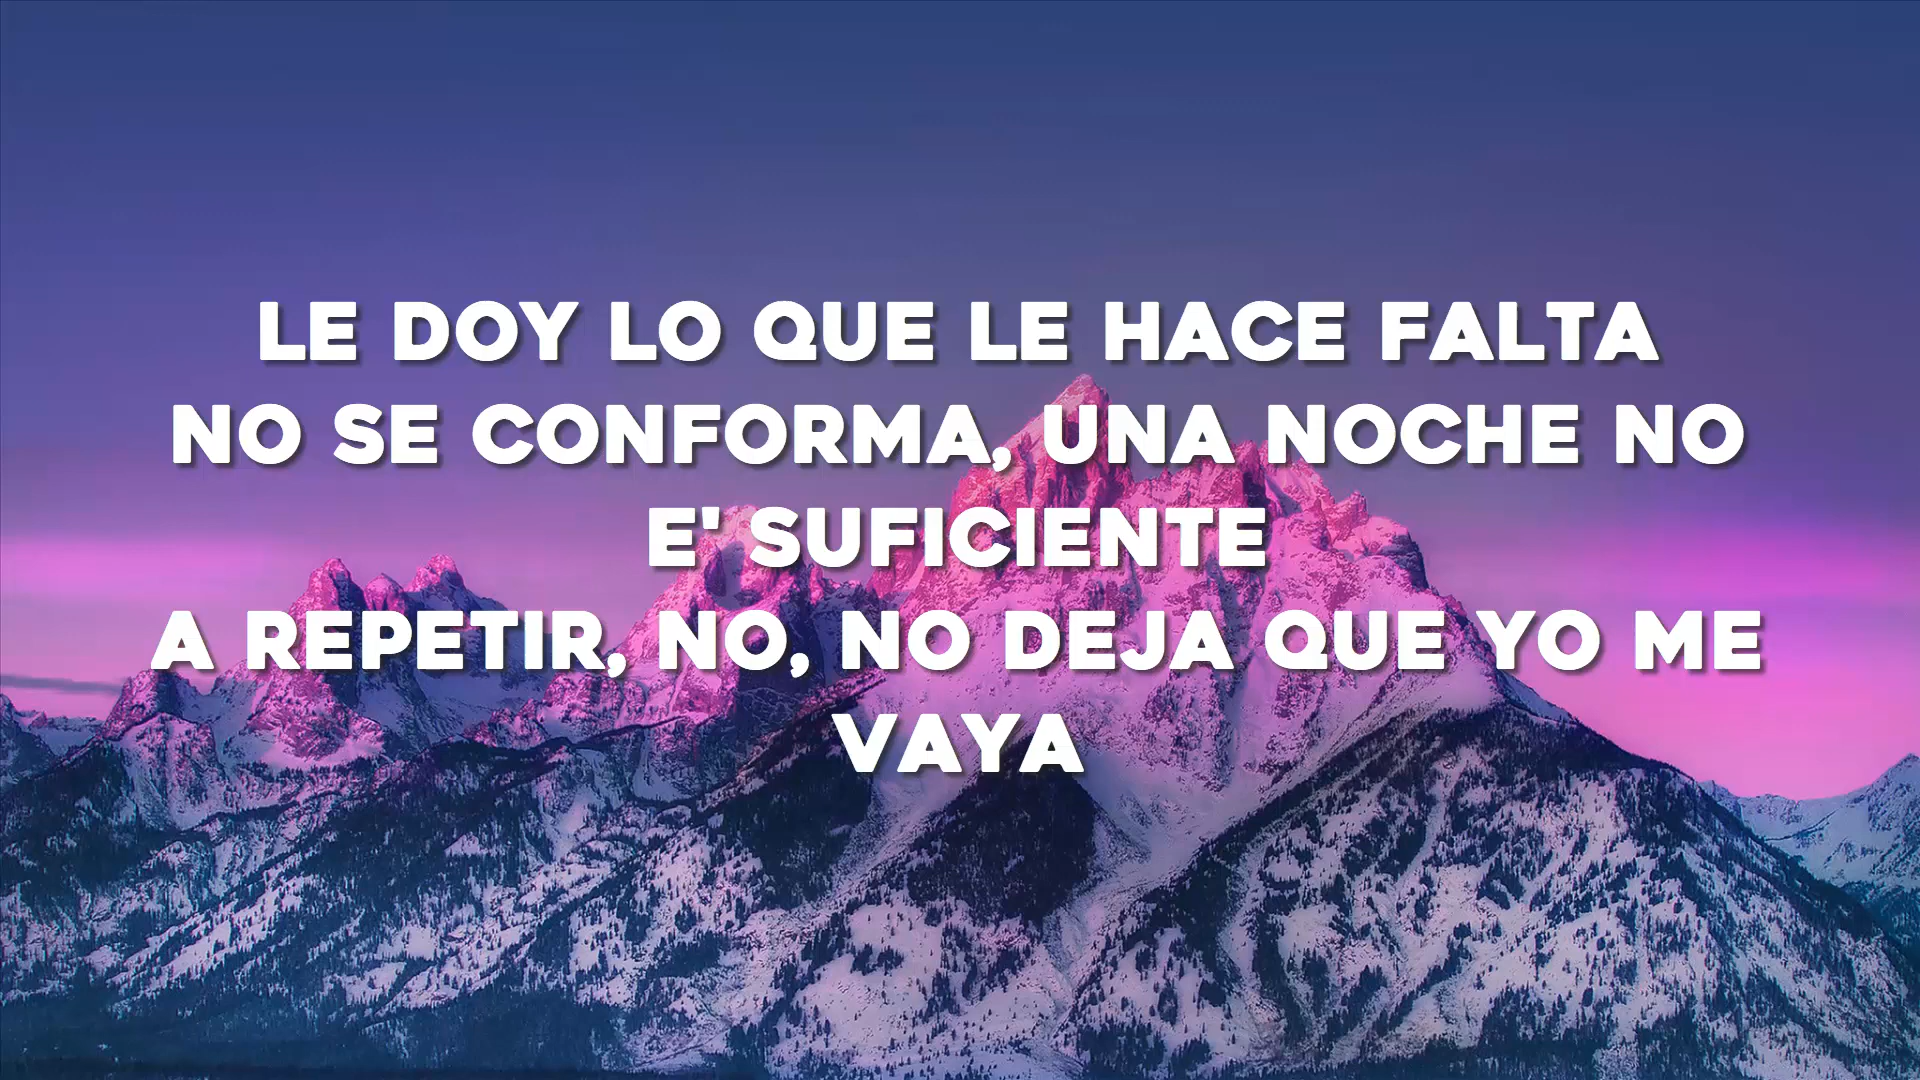 LE DOY LO QUE LE HACE FALTA
NO SE CONFORMA, UNA NOCHE NO
E' SUFICIENTE
A REPETIR, NO, NO DEJA QUE YO ME
VAYA